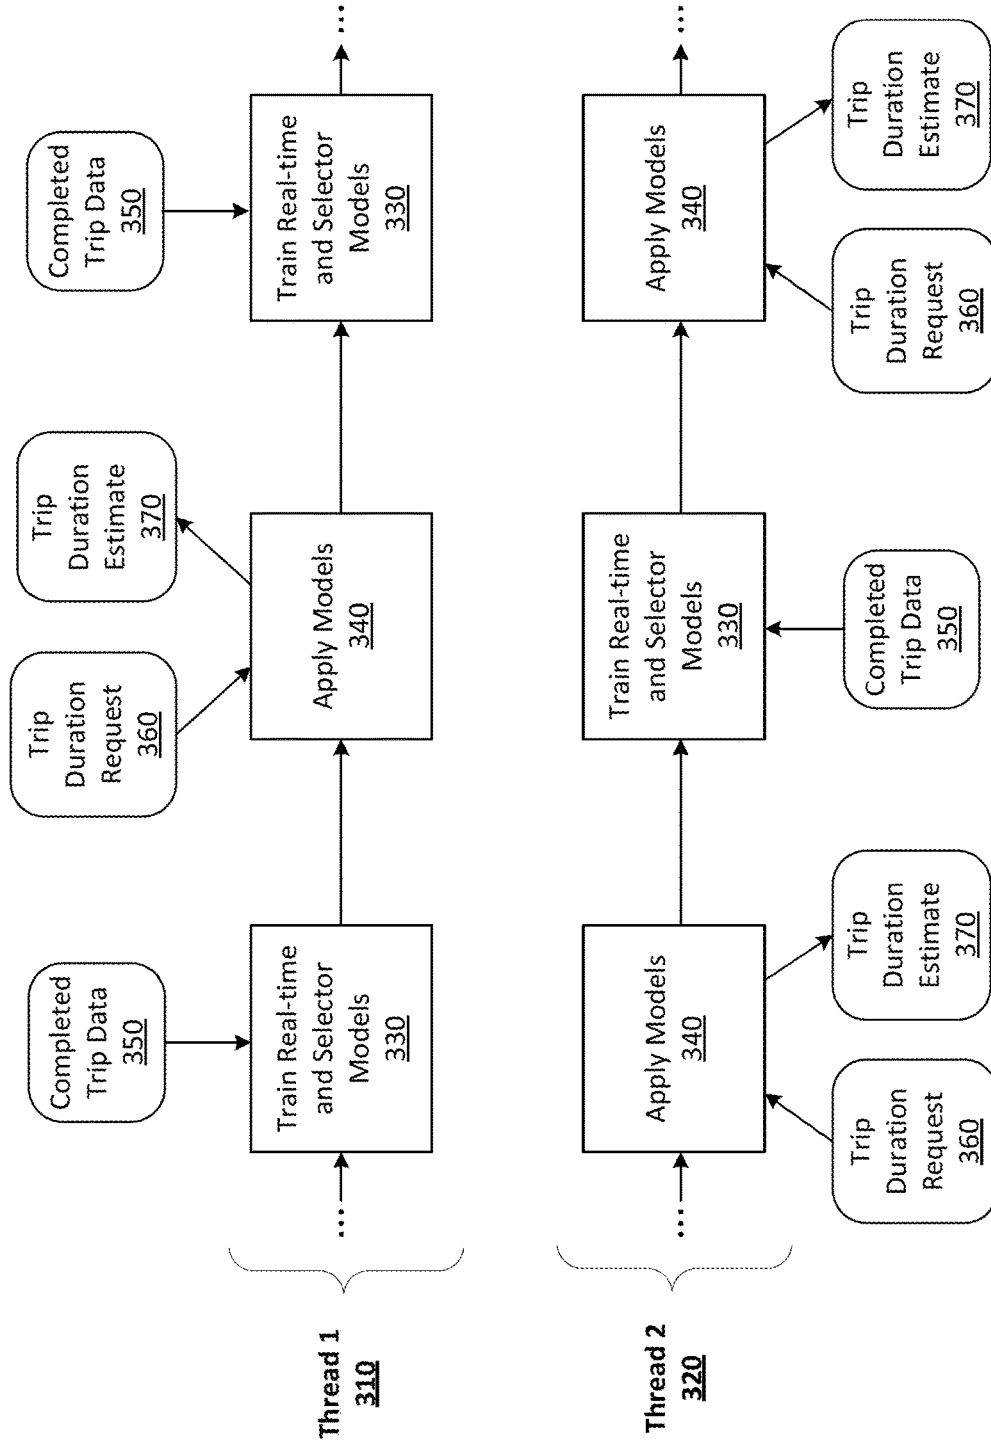 Completed
Trip Data
350
Trip
Duration
Request
360
Trip
Duration
Estimate
370
Completed
Trip Data
350
Thread 1
310
...
Train Real-time
and Selector
Models
330
Apply Models
340
Train Real-time
and Selector
Models
330
...
Thread 2
320
...
Apply Models
340
Train Real-time
and Selector
Models
330
Apply Models
340
...
Trip
Duration
Request
360
Trip
Duration
Estimate
370
Completed
Trip Data
350
Trip
Duration
Request
360
Trip
Duration
Estimate
370